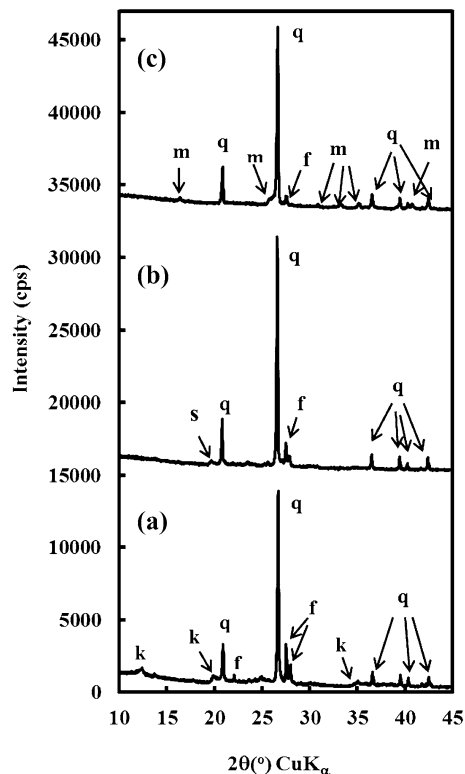 45000
q
(c)
40000
q
m q m f m m
35000
30000
(b)
q
25000
Intensity (cps)
20000
s q f q
15000
(a)
q
10000
f
5000
k k q f k q
0
10 15 20 25 30 35 40 45
2θ(º) CuKα